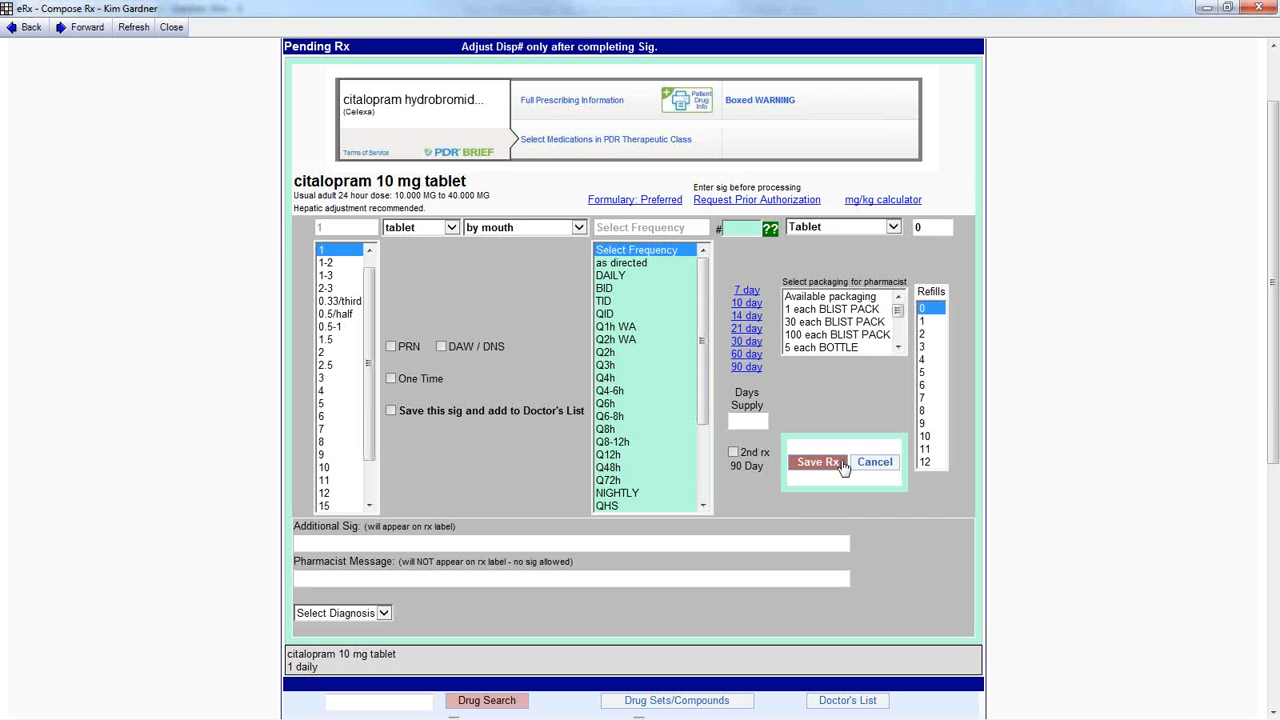 eRx - Compose Rx - Kim Gardner
Back Forward Refresh Close
Pending Rx Adjust Disp# only after completing Sig.
citalopram hydrobromid...
(Celexa)
Terms of Service PDR BRIEF
Full Prescribing Information
Patient Drug Info
Boxed WARNING
Select Medications in PDR Therapeutic Class
citalopram 10 mg tablet
Usual adult 24 hour dose: 10.000 MG to 40.000 MG
Hepatic adjustment recommended.
Enter sig before processing
Formulary: Preferred Request Prior Authorization mg/kg calculator
1 tablet by mouth Select Frequency # ?? Tablet 0
1
1-2
1-3
2-3
0.33/third
0.5/half
0.5-1
1.5
2
2.5
3
4
5
6
7
8
9
10
11
12
15
PRN DAW / DNS
One Time
Save this sig and add to Doctor's List
Select Frequency
as directed
DAILY
BID
TID
QID
Q1h WA
Q2h WA
Q2h
Q3h
Q4h
Q4-6h
Q6h
Q6-8h
Q8h
Q8-12h
Q12h
Q48h
Q72h
NIGHTLY
QHS
7 day
10 day
14 day
21 day
30 day
60 day
90 day
Days
Supply
2nd rx
90 Day
Select packaging for pharmacist
Available packaging
1 each BLIST PACK
30 each BLIST PACK
100 each BLIST PACK
5 each BOTTLE
Save Rx Cancel
Refills
0
1
2
3
4
5
6
7
8
9
10
11
12
Additional Sig: (will appear on rx label)
Pharmacist Message: (will NOT appear on rx label - no sig allowed)
Select Diagnosis
citalopram 10 mg tablet
1 daily
Drug Search Drug Sets/Compounds Doctor's List